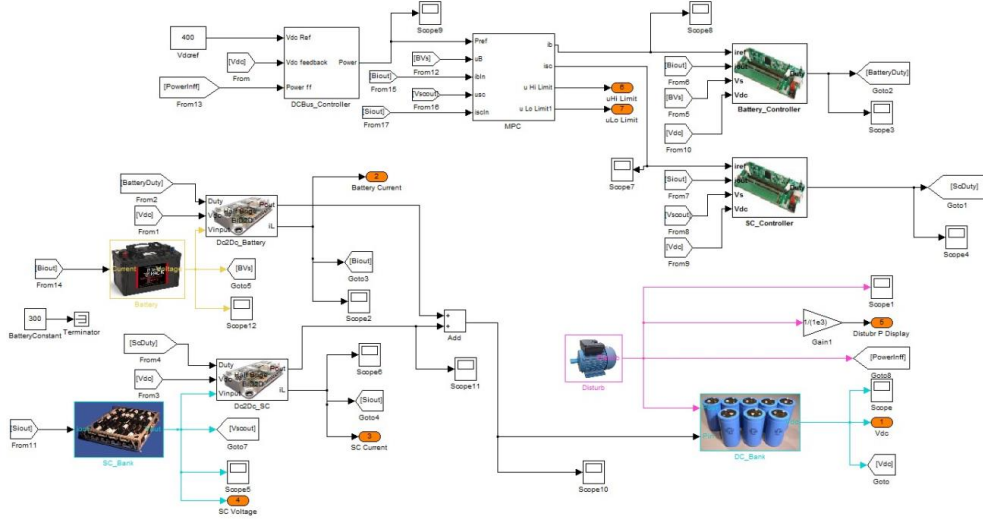 Scope9
Scope8
400
Vdcref
Vdc Ref
[Vdc]
From
Vdc feedback
Power
[PowerInff]
From13
Power ff
DCBus_Controller
Pref
[BVs]
From12
uB
[Biout]
From15
ibIn
[Vscout]
From16
usc
[Siout]
From17
iscIn
ib
isc
u Hi Limit
u Lo Limit1
MPC
6
uHi Limit
7
uLo Limit
iref
[Biout]
From6
[BVs]
From5
Vs
[Vdc]
From10
Vdc
Battery_Controller
[BatteryDuty]
Goto2
Scope3
Scope7
iref
[Siout]
From7
[Vscout]
From8
Vs
[Vdc]
From9
Vdc
SC_Controller
[ScDuty]
Goto1
Scope4
[BatteryDuty]
From2
Duty
[Vdc]
From1
Vdc
Vinput
Half Bridge
Pout
iL
Dc2Dc_Battery
2
Battery Current
[Biout]
From14
Current
Voltage
Battery
[BVs]
Goto5
Scope12
[Biout]
Goto3
Scope2
300
BatteryConstant
Terminator
[ScDuty]
From4
Duty
[Vdc]
From3
Vdc
Vinput
Half Bridge
Pout
iL
Dc2Dc_SC
Scope6
[Siout]
Goto4
3
SC Current
+
+
Add
Scope11
[Siout]
From11
SC_Bank
[Vscout]
Goto7
Scope5
4
SC Voltage
Scope10
Disturb
Scope1
1/(1e3)
Gain1
5
Distubr P Display
[PowerInff]
Goto8
DC_Bank
Scope
1
Vdc
[Vdc]
Goto